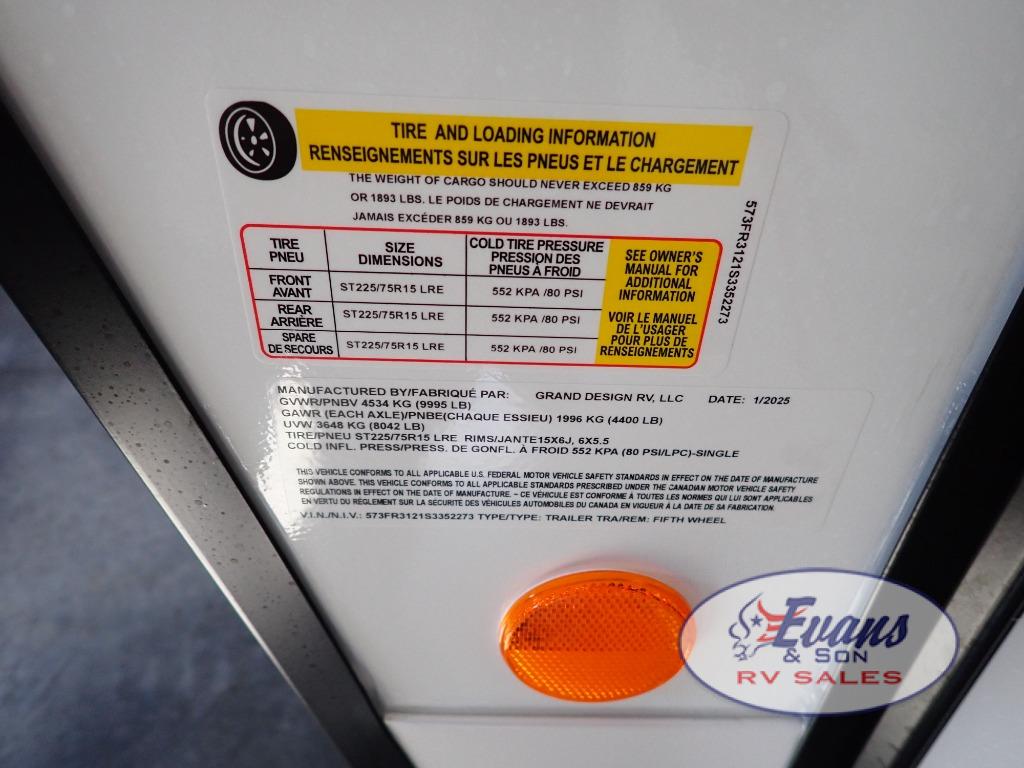 TIRE AND LOADING INFORMATION
RENSEIGNEMENTS SUR LES PNEUS ET LE CHARGEMENT
THE WEIGHT OF CARGO SHOULD NEVER EXCEED 859 KG
OR 1893 LBS. LE POIDS DE CHARGEMENT NE DEVRAIT
JAMAIS EXCÉDER 859 KG OU 1893 LBS.
TIRE
PNEU
SIZE
DIMENSIONS
COLD TIRE PRESSURE
PRESSION DES
PNEUS À FROID
FRONT
AVANT
ST225/75R15 LRE
552 KPA /80 PSI
REAR
ARRIÈRE
ST225/75R15 LRE
552 KPA /80 PSI
SPARE
DE SECOURS
ST225/75R15 LRE
552 KPA /80 PSI
SEE OWNER'S
MANUAL FOR
ADDITIONAL
INFORMATION
VOIR LE MANUEL
DE L'USAGER
POUR PLUS DE
RENSEIGNEMENTS
573FR3121S3352273
MANUFACTURED BY/FABRIQUÉ PAR: GRAND DESIGN RV, LLC DATE: 1/2025
GVWR/PNBV 4534 KG (9995 LB)
GAWR (EACH AXLE)/PNBE(CHAQUE ESSIEU) 1996 KG (4400 LB)
UVW 3648 KG (8042 LB)
TIRE/PNEU ST225/75R15 LRE RIMS/JANTE15X6J, 6X5.5
COLD INFL. PRESS/PRESS. DE GONFL. À FROID 552 KPA (80 PSI/LPC)-SINGLE
THIS VEHICLE CONFORMS TO ALL APPLICABLE U.S. FEDERAL MOTOR VEHICLE SAFETY STANDARDS IN EFFECT ON THE DATE OF MANUFACTURE
SHOWN ABOVE. THIS VEHICLE CONFORMS TO ALL APPLICABLE STANDARDS PRESCRIBED UNDER THE CANADIAN MOTOR VEHICLE SAFETY
REGULATIONS IN EFFECT ON THE DATE OF MANUFACTURE. – CE VÉHICULE EST CONFORME À TOUTES LES NORMES QUI LUI SONT APPLICABLES
EN VERTU DU RÈGLEMENT SUR LA SÉCURITÉ DES VÉHICULES AUTOMOBILES DU CANADA EN VIGUEUR À LA DATE DE SA FABRICATION.
V.I.N./N.I.V.: 573FR3121S3352273 TYPE/TYPE: TRAILER TRA/REM: FIFTH WHEEL
Evans
& SON
RV SALES